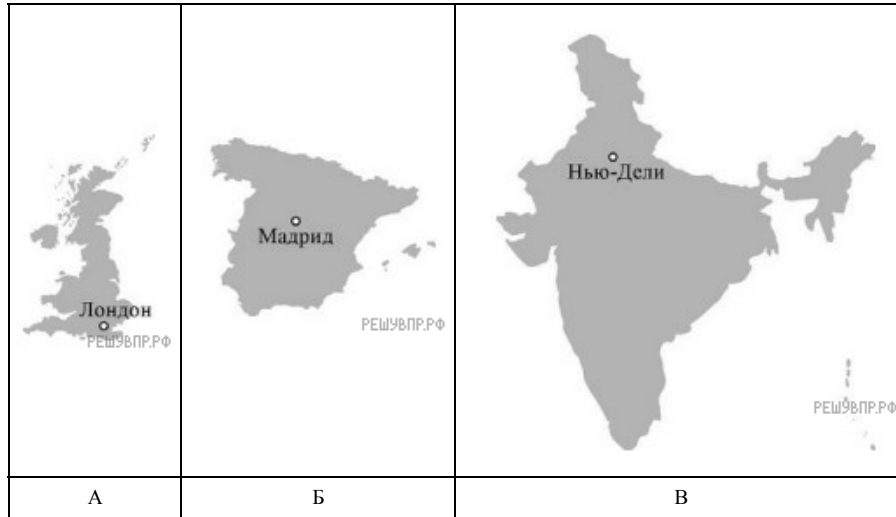 Лондон
РЕШУВПР.РФ
А
Мадрид
РЕШУВПР.РФ
Б
Нью-Дели
РЕШУВПР.РФ
В